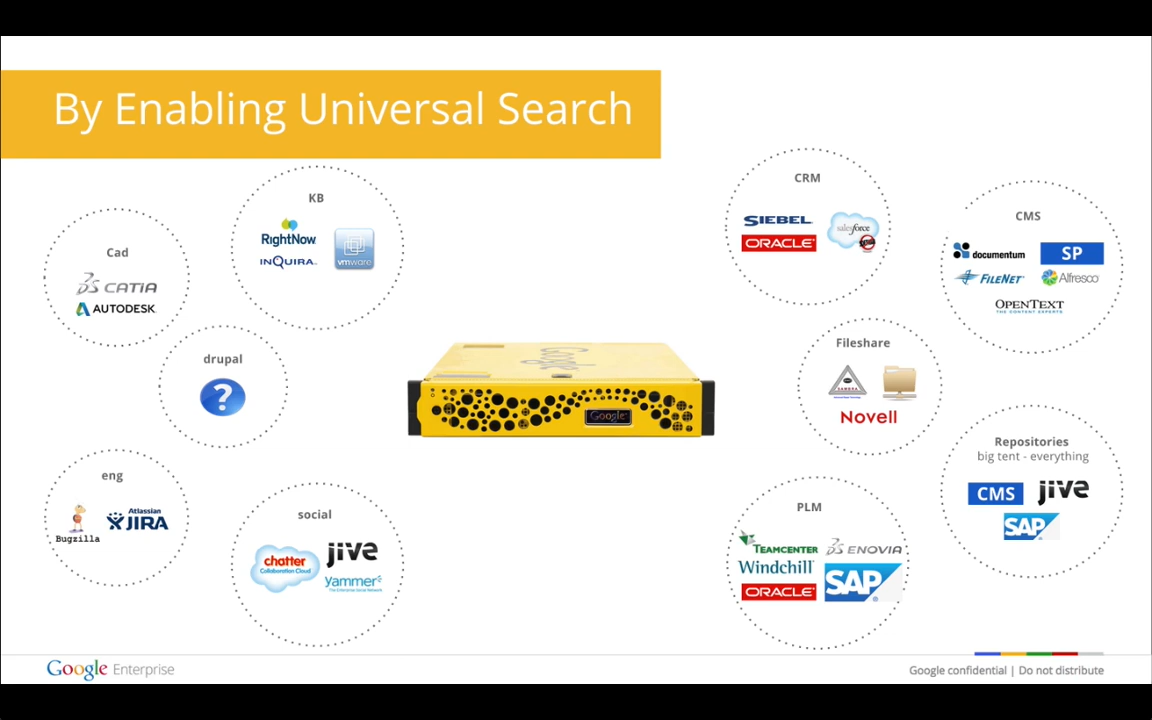 By Enabling Universal Search
KB
RightNow
INQUIRA
vmware
Cad
CATIA
AUTODESK
drupal
?
eng
Bugzilla
Atlassian
JIRA
social
chatter
Collaboration Cloud
jive
yammer
The Enterprise Social Network
Google
Google
CRM
SIEBEL
ORACLE
salesforce
CMS
documentum
SP
FILENET
Alfresco
OPENTEXT
THE CONTENT EXPERTS
Fileshare
Novell
Repositories
big tent - everything
CMS
jive
SAP
PLM
TEAMCENTER
ENOVIA
Windchill
ORACLE
SAP
Google Enterprise
Google confidential | Do not distribute